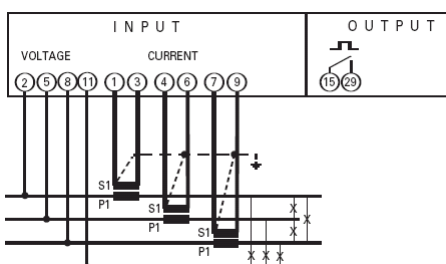 INPUT
OUTPUT
VOLTAGE
CURRENT
2 5 8 11 1 3 4 6 7 9
15 29
S1
P1
S1
P1
S1
P1